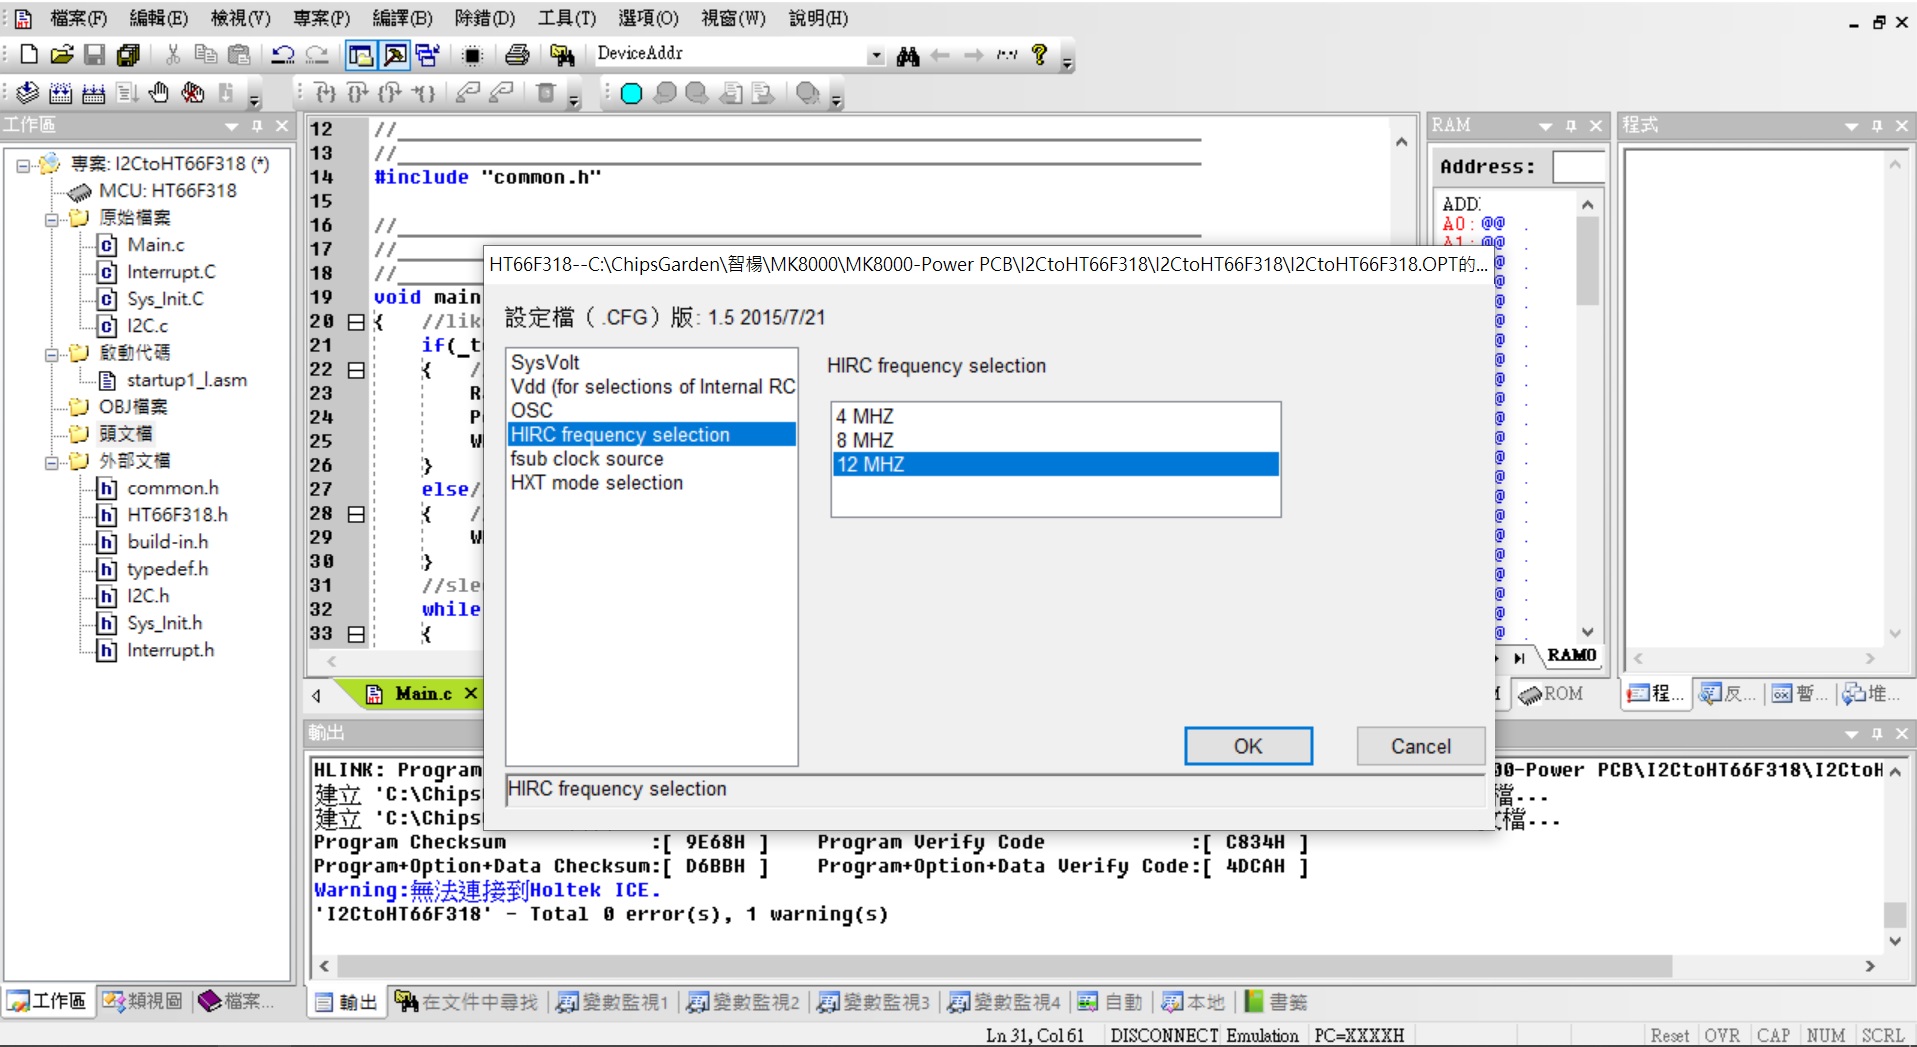 檔案(F) 編輯(E) 檢視(V) 專案(P) 編譯(B) 除錯(D) 工具(T) 選項(O) 視窗(W) 說明(H)
DeviceAddr
工作區
專案: I2CtoHT66F318 (*)
MCU: HT66F318
原始檔案
Main.c
Interrupt.C
Sys_Init.C
I2C.c
啟動代碼
startup1_l.asm
OBJ檔案
頭文檔
外部文檔
common.h
HT66F318.h
build-in.h
typedef.h
I2C.h
Sys_Init.h
Interrupt.h
工作區 類視圖 檔案...
12 //
13 //
14 #include "common.h"
15
16 //
17 //
18 //
19 void main
20 { //lik
21 if(_t
22 { /
23 R
24 P
25 W
26 }
27 else/
28 { /
29 W
30 }
31 //sle
32 while
33 {
Main.c
HT66F318--C:\ChipsGarden\智楊\MK8000\MK8000-Power PCB\I2CtoHT66F318\I2CtoHT66F318\I2CtoHT66F318.OPT的...
設定檔（.CFG）版: 1.5 2015/7/21
SysVolt
Vdd (for selections of Internal RC
OSC
HIRC frequency selection
fsub clock source
HXT mode selection
HIRC frequency selection
4 MHZ
8 MHZ
12 MHZ
OK Cancel
HIRC frequency selection
RAM
Address:
ADD:
A0: @@ .
A1: @@ .
RAM0
ROM
程式
程... 反... 暫... 堆...
輸出
HLINK: Program 00-Power PCB\I2CtoHT66F318\I2CtoH
建立 'C:\Chips 檔...
建立 'C:\Chips 文檔...
Program Checksum :[ 9E68H ] Program Verify Code :[ C834H ]
Program+Option+Data Checksum:[ D6BBH ] Program+Option+Data Verify Code:[ 4DCAH ]
Warning:無法連接到Holtek ICE.
'I2CtoHT66F318' - Total 0 error(s), 1 warning(s)
輸出 在文件中尋找 變數監視1 變數監視2 變數監視3 變數監視4 自動 本地 書籤
Ln 31, Col 61 DISCONNECT Emulation PC=XXXXH Reset OVR CAP NUM SCRL